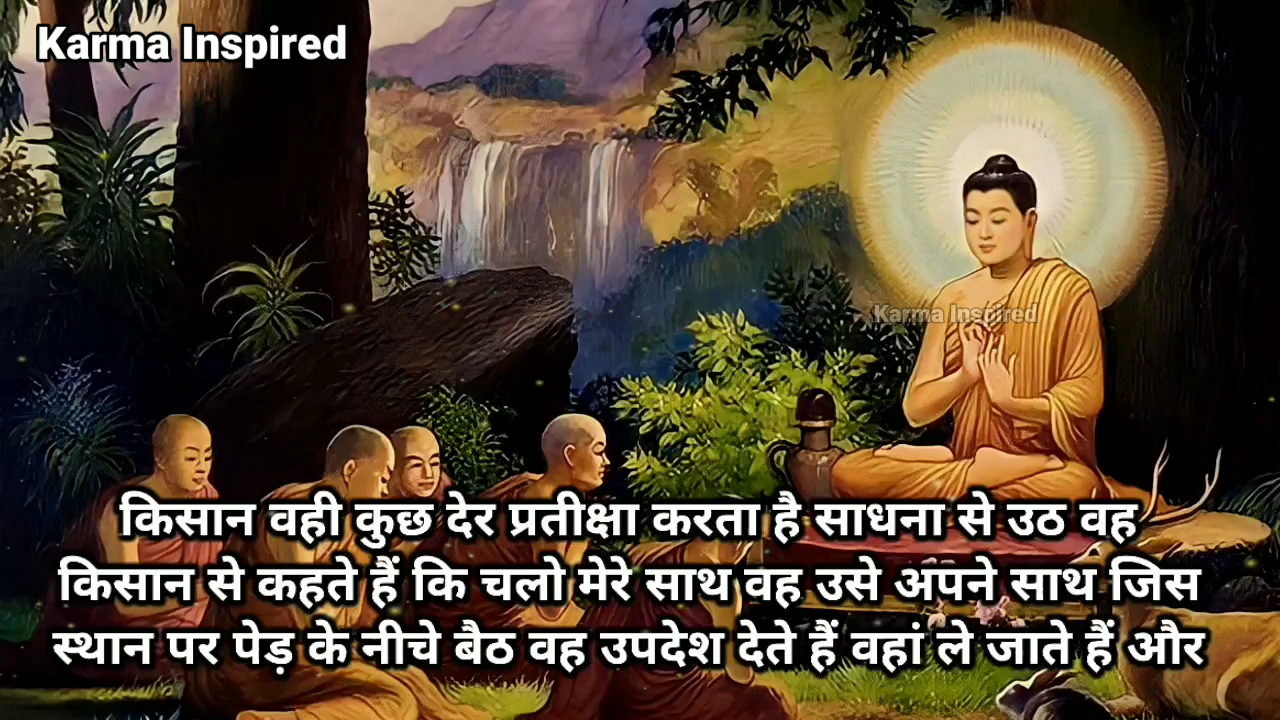 Karma Inspired
Karma Inspired
किसान वही कुछ देर प्रतीक्षा करता है साधना से उठ वह
किसान से कहते हैं कि चलो मेरे साथ वह उसे अपने साथ जिस
स्थान पर पेड़ के नीचे बैठ वह उपदेश देते हैं वहां ले जाते हैं और